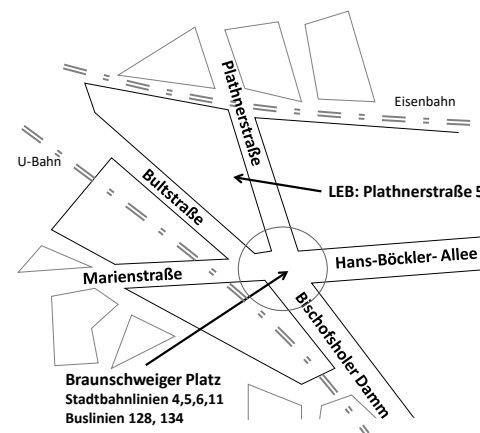 Plathnerstraße
Eisenbahn
U-Bahn
Bultstraße
LEB: Plathnerstraße 5
Hans-Böckler- Allee
Marienstraße
Bischofsholer Damm
Braunschweiger Platz
Stadtbahnlinien 4,5,6,11
Buslinien 128, 134